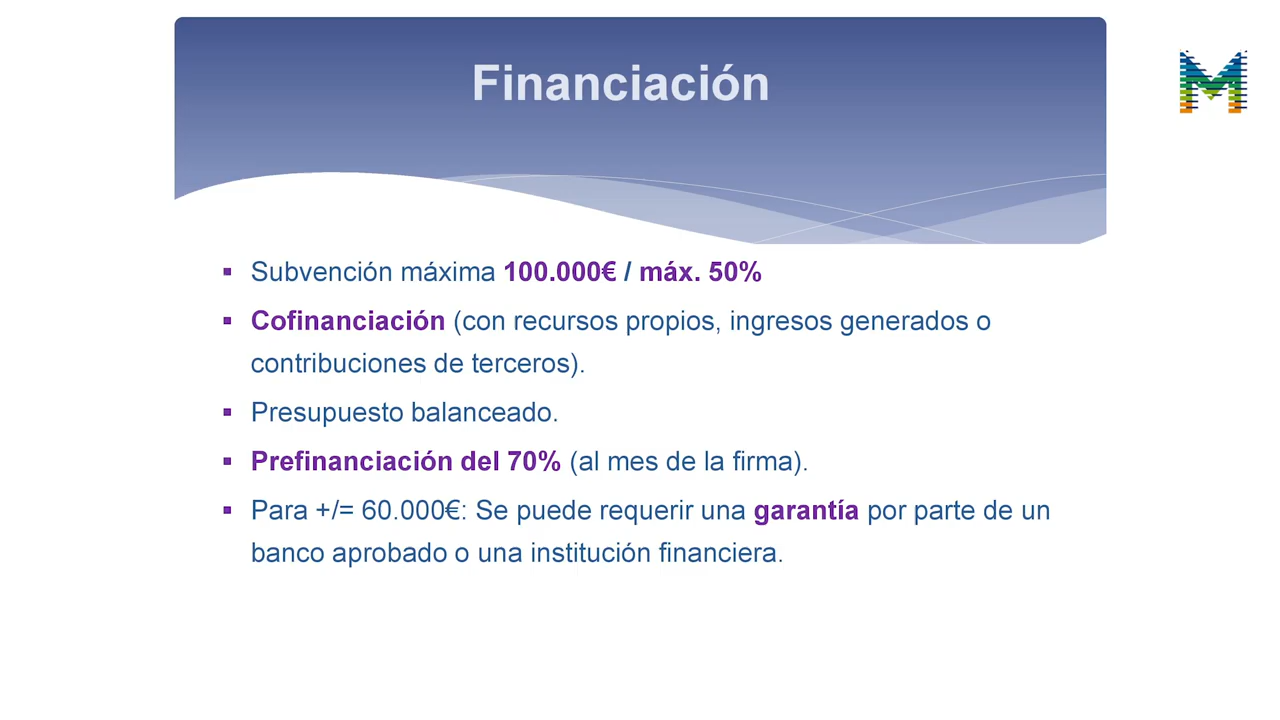 Financiación
▪ Subvención máxima 100.000€ / máx. 50%
▪ Cofinanciación (con recursos propios, ingresos generados o
contribuciones de terceros).
▪ Presupuesto balanceado.
▪ Prefinanciación del 70% (al mes de la firma).
▪ Para +/= 60.000€: Se puede requerir una garantía por parte de un
banco aprobado o una institución financiera.